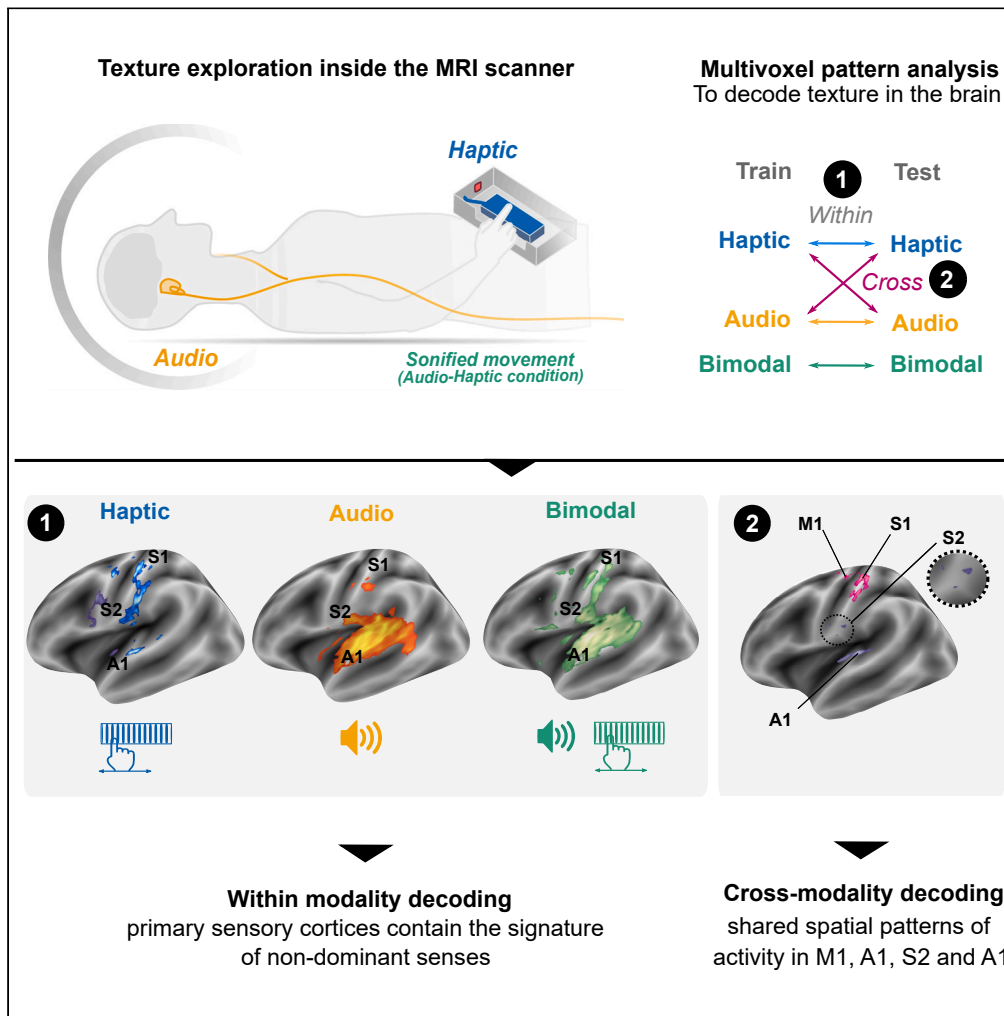 Texture exploration inside the MRI scanner
Haptic
Audio
Sonified movement
(Audio-Haptic condition)
Multivoxel pattern analysis
To decode texture in the brain
Train
1
Test
Within
Haptic
Haptic
Cross
2
Audio
Audio
Bimodal
Bimodal
1
Haptic
Audio
Bimodal
S1
S2
A1
S1
S2
A1
S1
S2
A1
2
M1
S1
S2
A1
Within modality decoding
primary sensory cortices contain the signature
of non-dominant senses
Cross-modality decoding
shared spatial patterns of
activity in M1, A1, S2 and A1